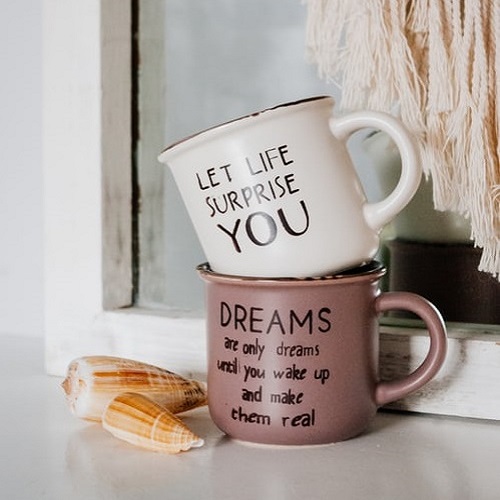 LET LIFE
SURPRISE
YOU
DREAMS
are only dreams
until you wake up
and make
them real